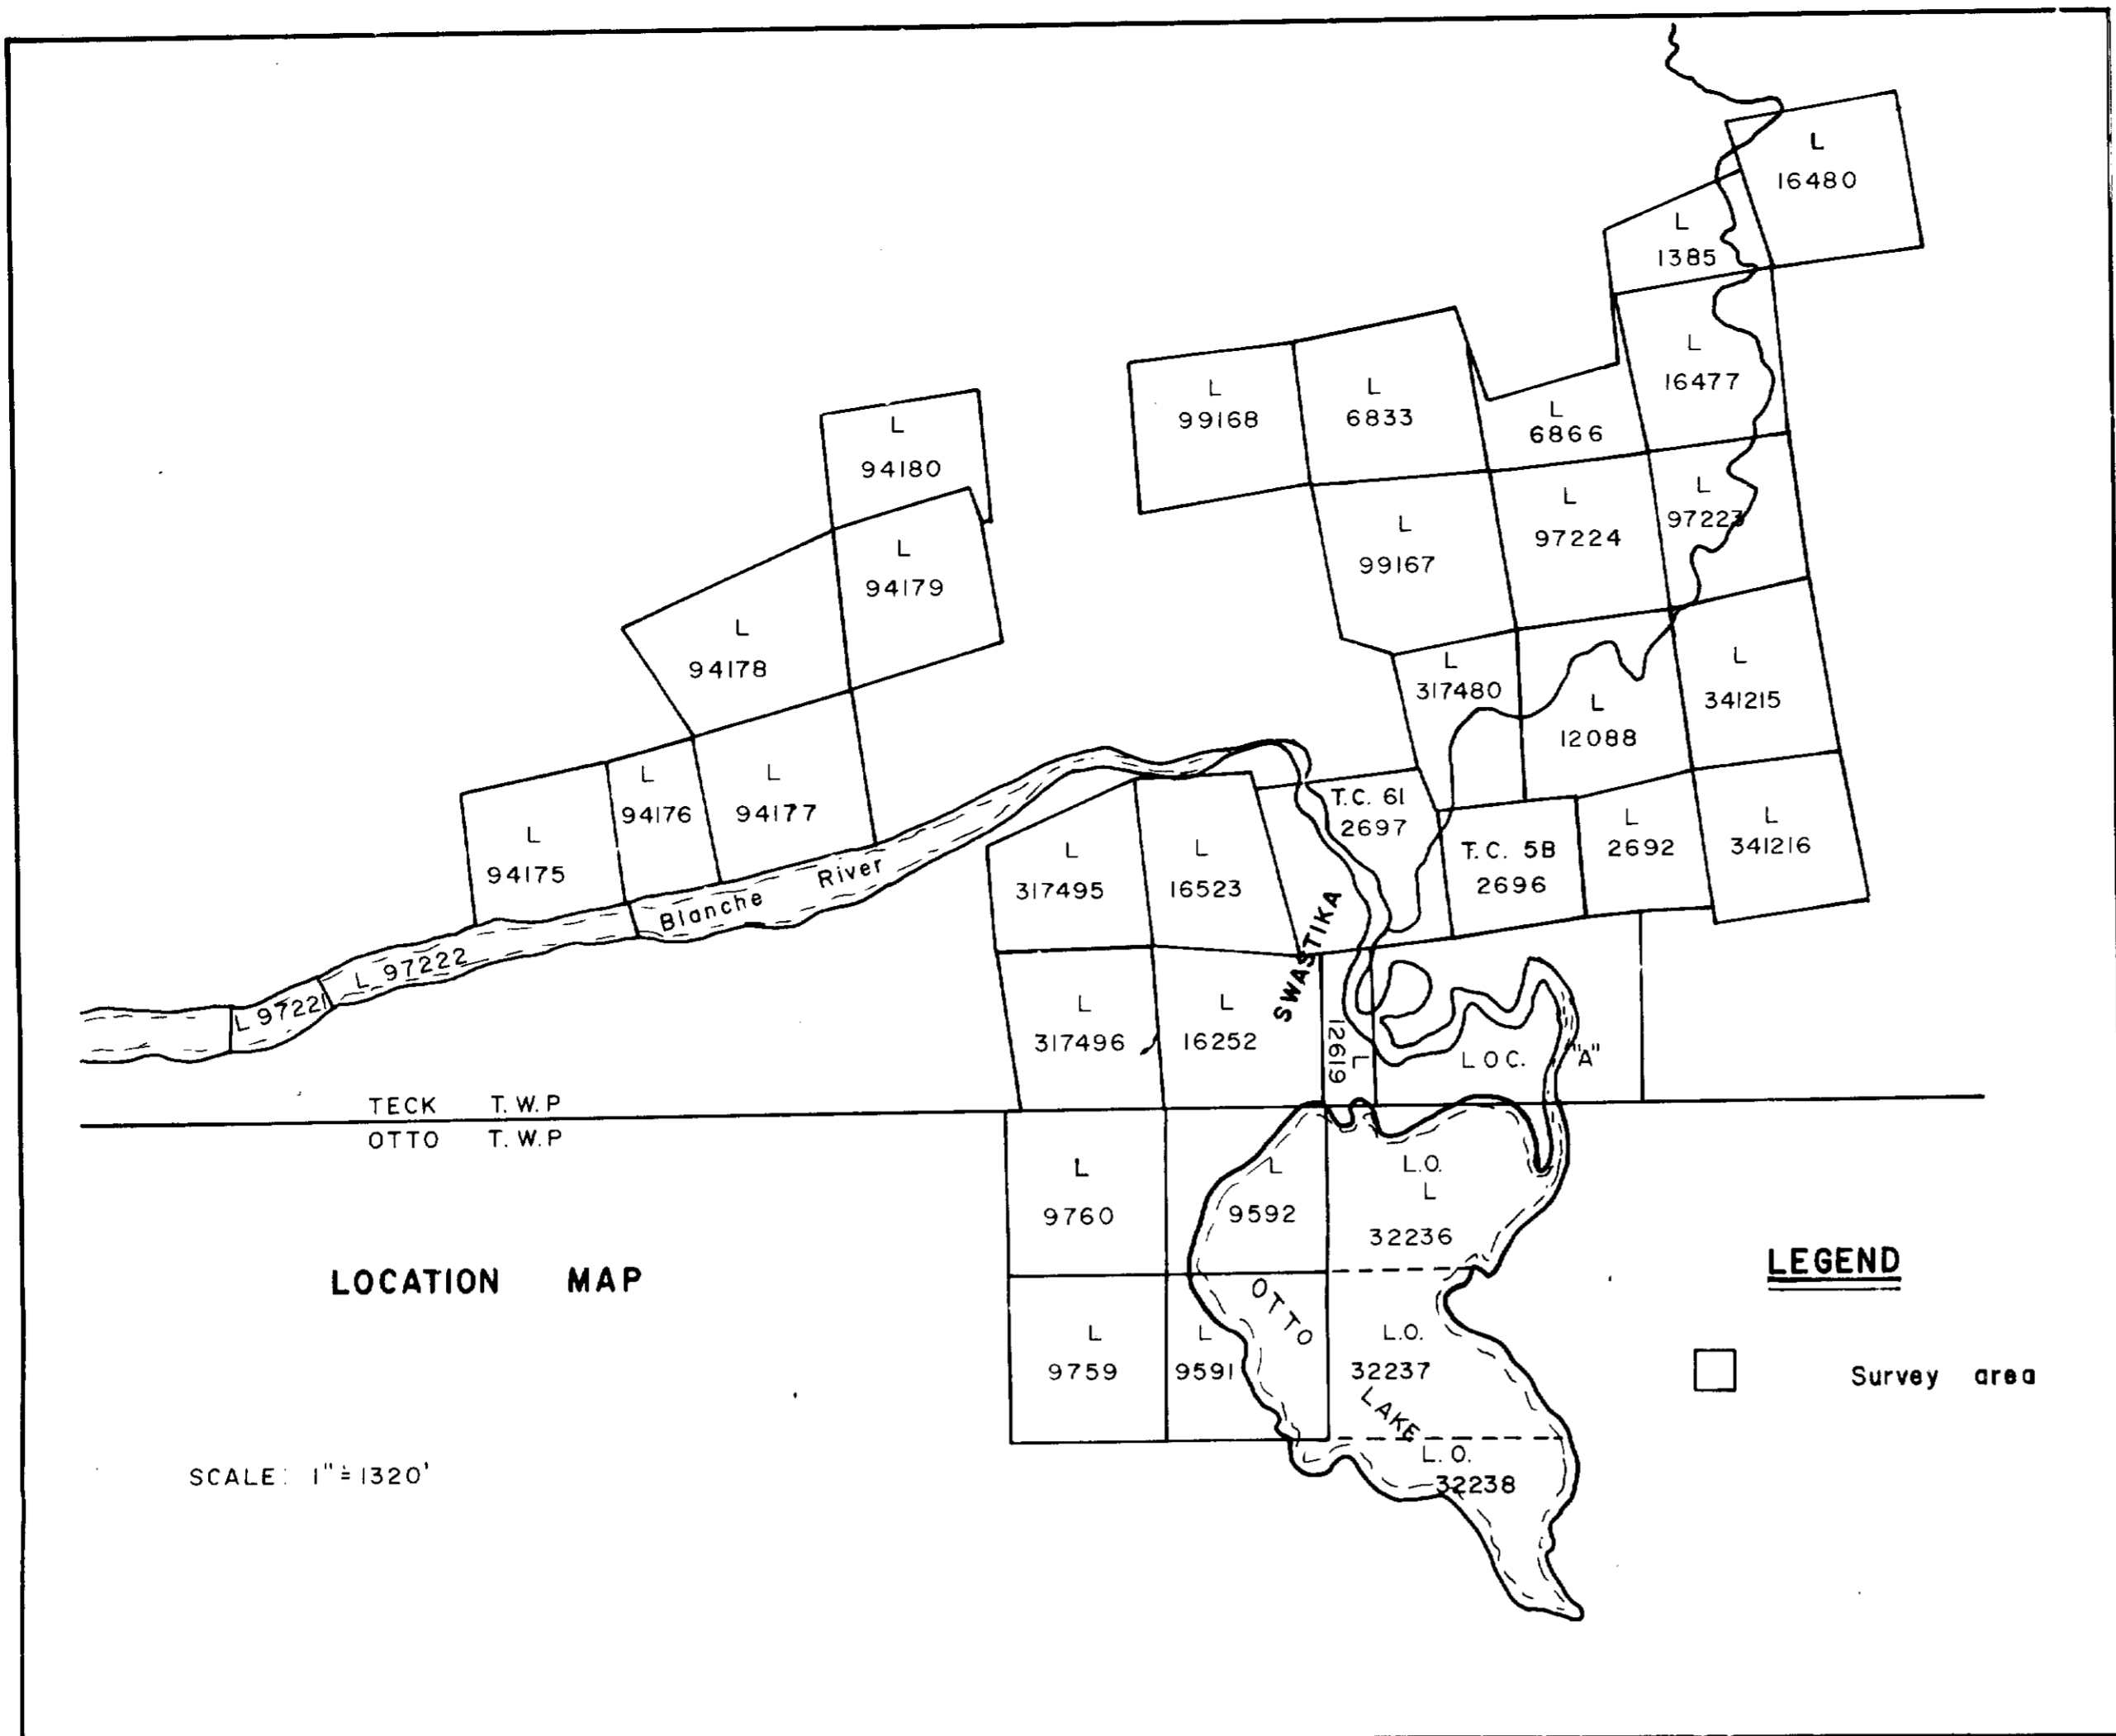 L
16480
L
1385
L
16477
L
99168
L
6833
L
6866
L
94180
L
99167
L
97224
L
97223
L
94179
L
94178
L
317480
L
12088
L
341215
L
94175
L
94176
L
94177
T.C. 61
2697
T.C. 5B
2696
L
2692
L
341216
Blanche River
L
317495
L
16523
SWASTIKA
L 97222
L 97221
L
317496
L
16252
L
12619
LOC. "A"
TECK T.W.P
OTTO T.W.P
L
9760
L
9592
L.O.
L
32236
LOCATION MAP
LEGEND
OTTO
L
9759
L
9591
L.O.
32237
LAKE
Survey area
L.O.
32238
SCALE: 1"=1320'